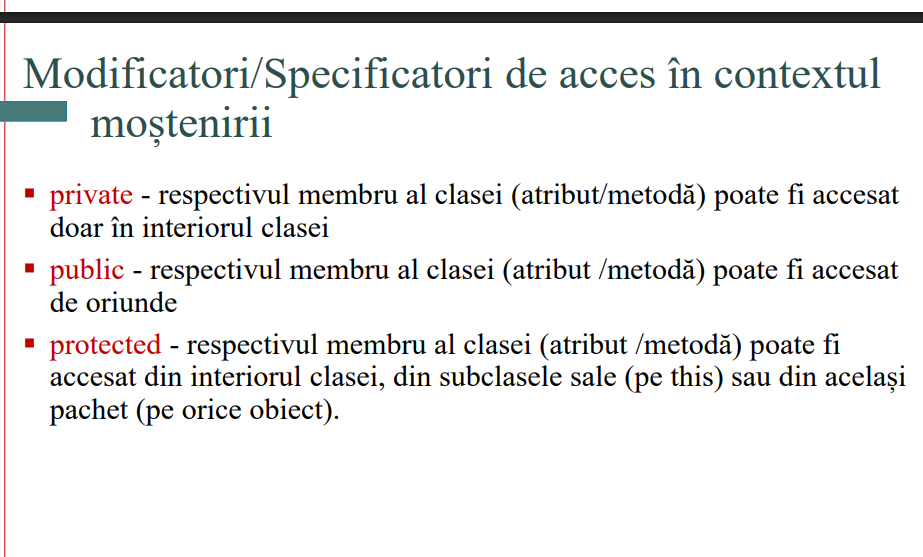 Modificatori/Specificatori de acces în contextul
moștenirii
▪ private - respectivul membru al clasei (atribut/metodă) poate fi accesat
doar în interiorul clasei
▪ public - respectivul membru al clasei (atribut /metodă) poate fi accesat
de oriunde
▪ protected - respectivul membru al clasei (atribut /metodă) poate fi
accesat din interiorul clasei, din subclasele sale (pe this) sau din același
pachet (pe orice obiect).